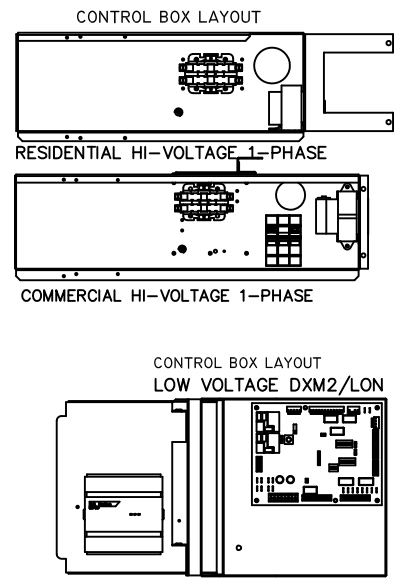 CONTROL BOX LAYOUT
RESIDENTIAL HI-VOLTAGE 1-PHASE
COMMERCIAL HI-VOLTAGE 1-PHASE
CONTROL BOX LAYOUT
LOW VOLTAGE DXM2/LON